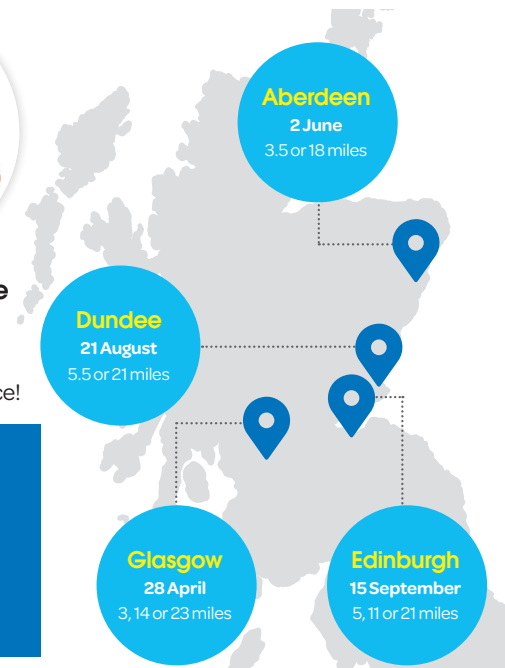 Aberdeen
2 June
3.5 or 18 miles
e
Dundee
21 August
5.5 or 21 miles
ce!
Glasgow
28 April
3, 14 or 23 miles
Edinburgh
15 September
5, 11 or 21 miles